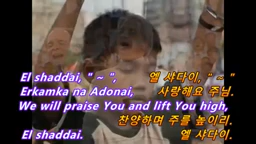 El shaddai, " ~ ", 엘 샤다이, " ~ "
Erkamka na Adonai, 사랑해요 주님.
We will praise You and lift You high,
찬양하며 주를 높이리.
El shaddai. 엘 샤다이.